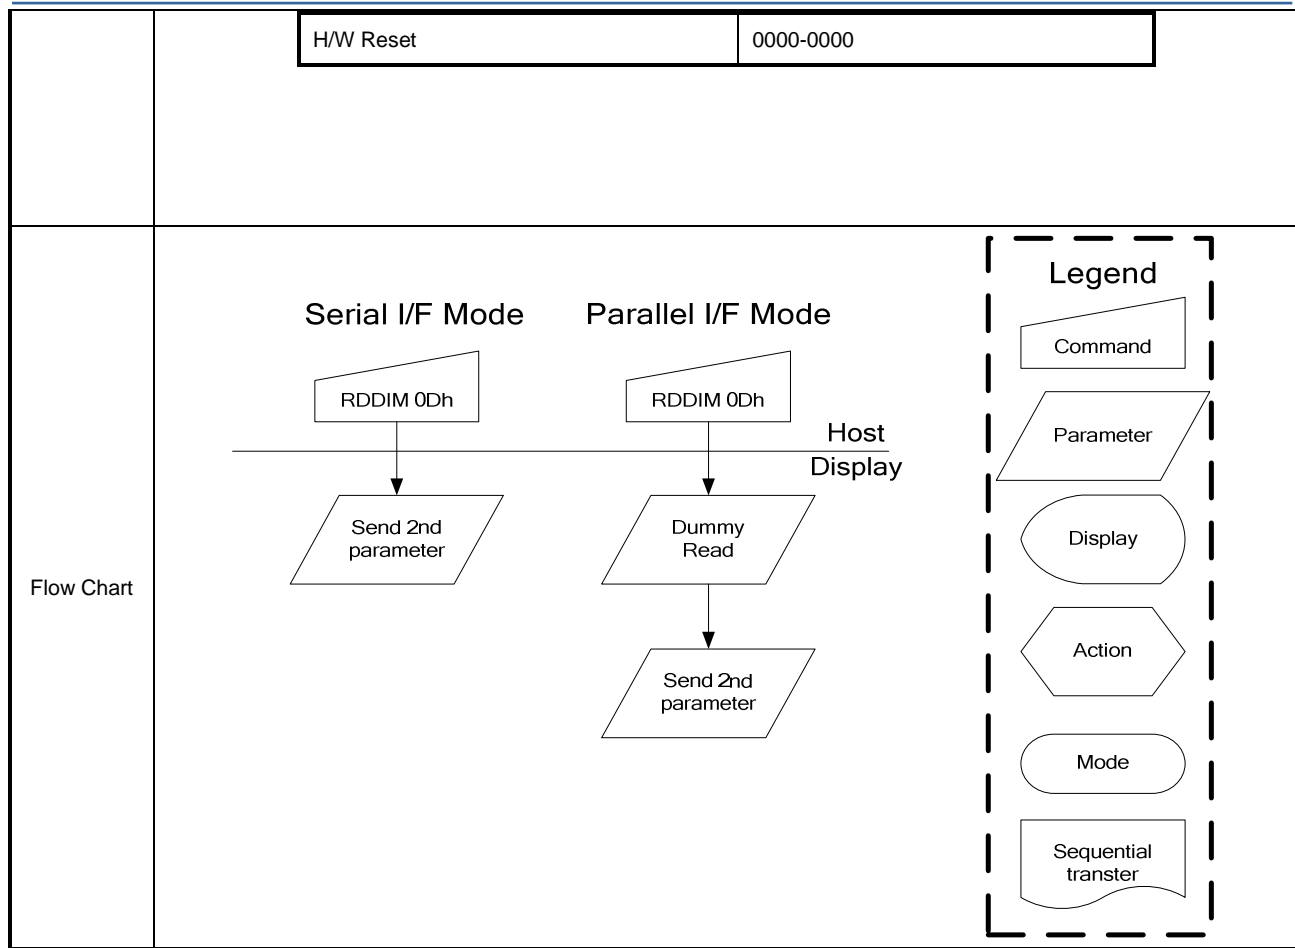 H/W Reset 0000-0000
Flow Chart
Serial I/F Mode
Parallel I/F Mode
RDDIM 0Dh
RDDIM 0Dh
Host
Display
Send 2nd
parameter
Dummy
Read
Send 2nd
parameter
Legend
Command
Parameter
Display
Action
Mode
Sequential
transter